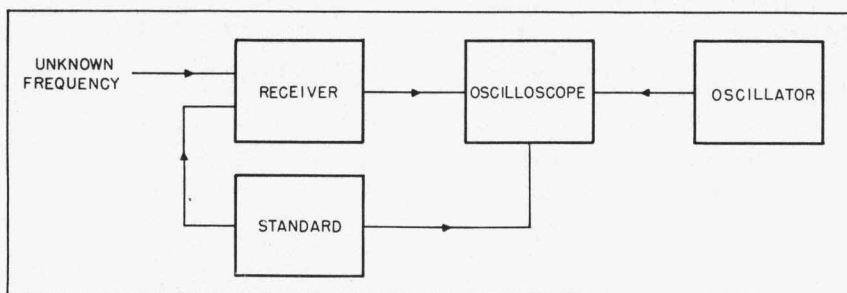 UNKNOWN
FREQUENCY
RECEIVER
OSCILLOSCOPE
OSCILLATOR
STANDARD